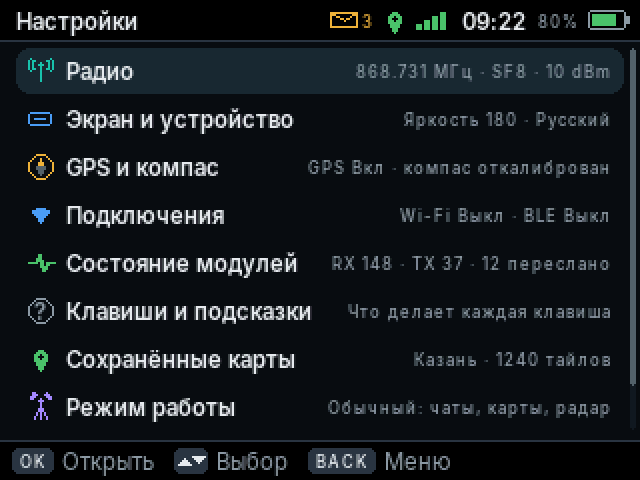 Настройки 3 09:22 80%
Радио 868.731 МГц · SF8 · 10 dBm
Экран и устройство Яркость 180 · Русский
GPS и компас GPS Вкл · компас откалиброван
Подключения Wi-Fi Выкл · BLE Выкл
Состояние модулей RX 148 · TX 37 · 12 переслано
Клавиши и подсказки Что делает каждая клавиша
Сохранённые карты Казань · 1240 тайлов
Режим работы Обычный: чаты, карты, радар
OK Открыть ▲▼ Выбор BACK Меню